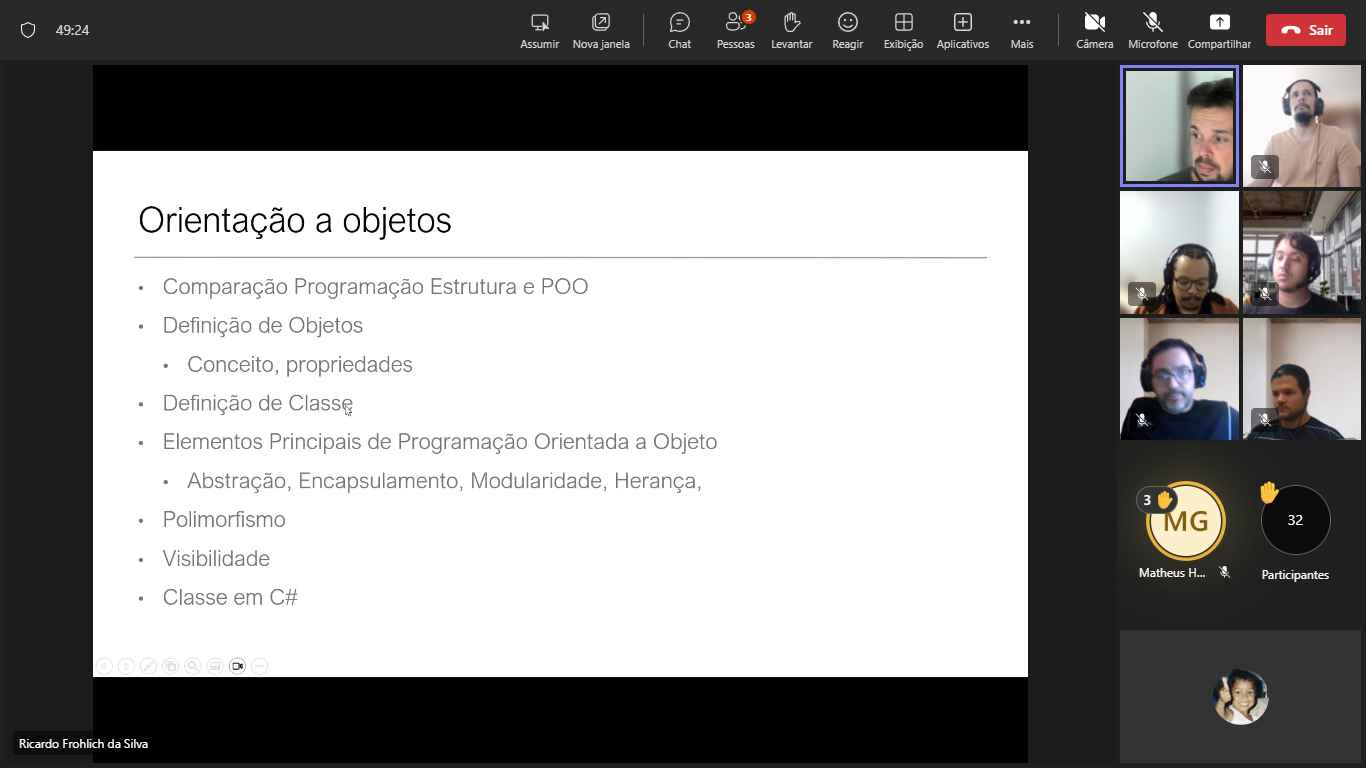 49:24
Assumir
Nova janela
Chat
3
Pessoas
Levantar
Reagir
Exibição
Aplicativos
Mais
Câmera
Microfone
Compartilhar
Sair
Orientação a objetos
• Comparação Programação Estrutura e POO
• Definição de Objetos
• Conceito, propriedades
• Definição de Classe
• Elementos Principais de Programação Orientada a Objeto
• Abstração, Encapsulamento, Modularidade, Herança,
• Polimorfismo
• Visibilidade
• Classe em C#
3
MG
Matheus H...
32
Participantes
Ricardo Frohlich da Silva